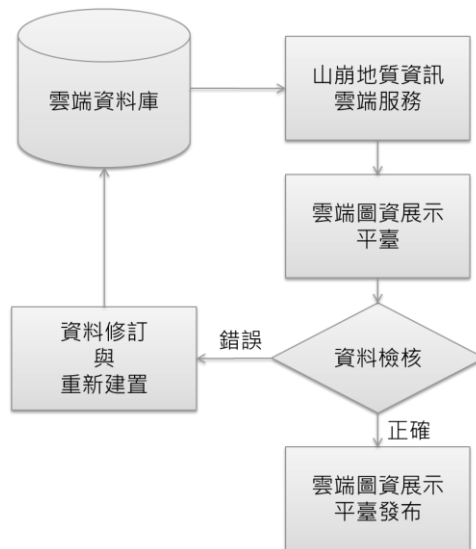 雲端資料庫
山崩地質資訊
雲端服務
雲端圖資展示
平臺
資料檢核
錯誤
資料修訂
與
重新建置
正確
雲端圖資展示
平臺發布